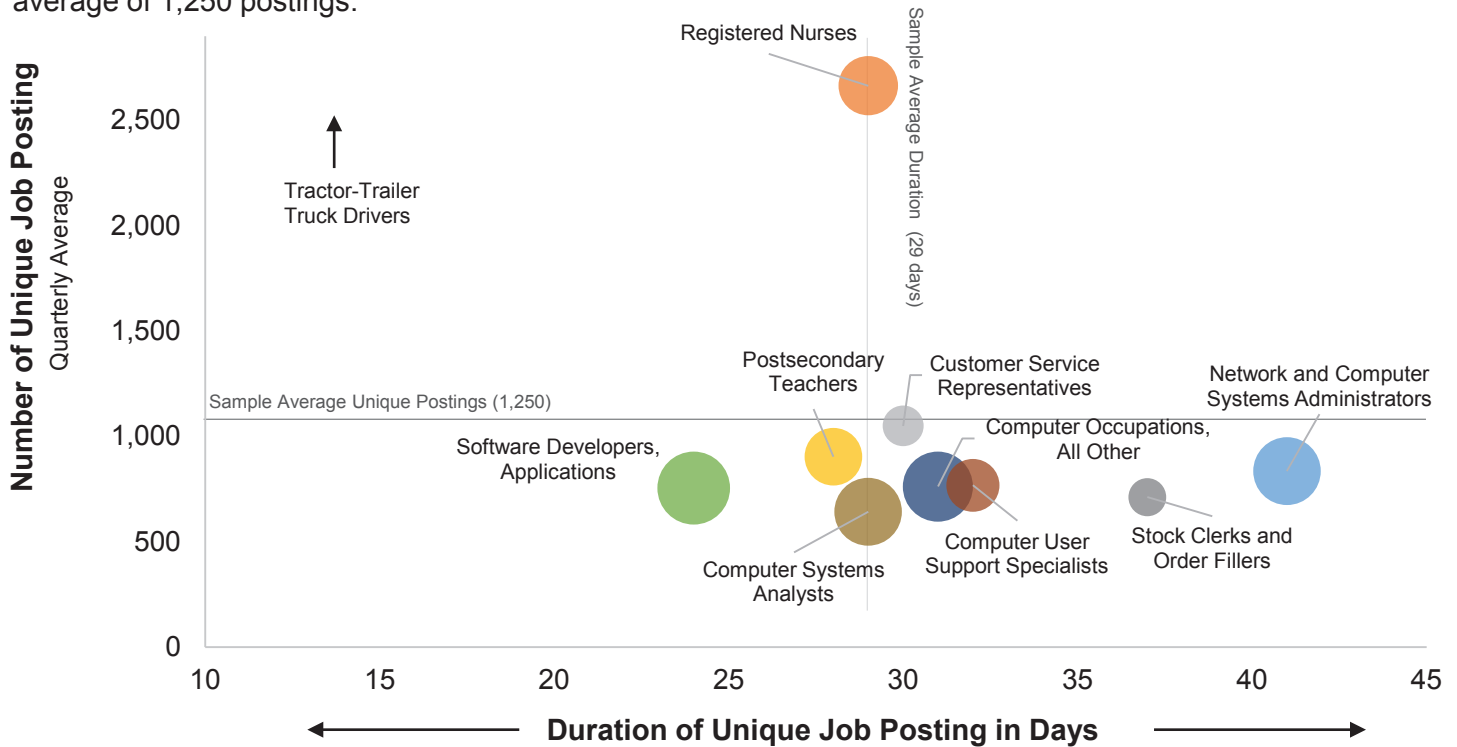 average of 1,250 postings.
Number of Unique Job Posting
Quarterly Average
2,500
2,000
1,500
1,000
500
0
Registered Nurses
Sample Average Duration (29 days)
Tractor-Trailer
Truck Drivers
Postsecondary
Teachers
Customer Service
Representatives
Network and Computer
Systems Administrators
Sample Average Unique Postings (1,250)
Software Developers,
Applications
Computer Occupations,
All Other
Computer Systems
Analysts
Computer User
Support Specialists
Stock Clerks and
Order Fillers
10 15 20 25 30 35 40 45
Duration of Unique Job Posting in Days